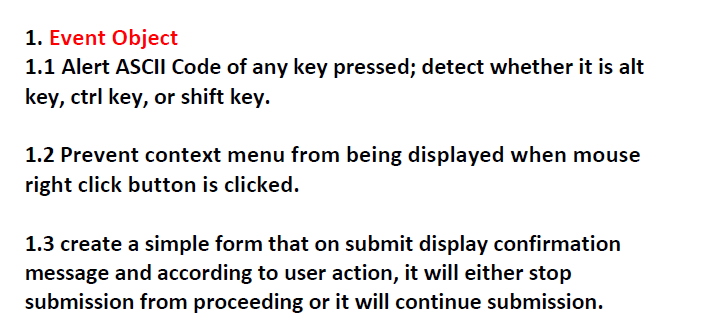 1. Event Object
1.1 Alert ASCII Code of any key pressed; detect whether it is alt
key, ctrl key, or shift key.
1.2 Prevent context menu from being displayed when mouse
right click button is clicked.
1.3 create a simple form that on submit display confirmation
message and according to user action, it will either stop
submission from proceeding or it will continue submission.